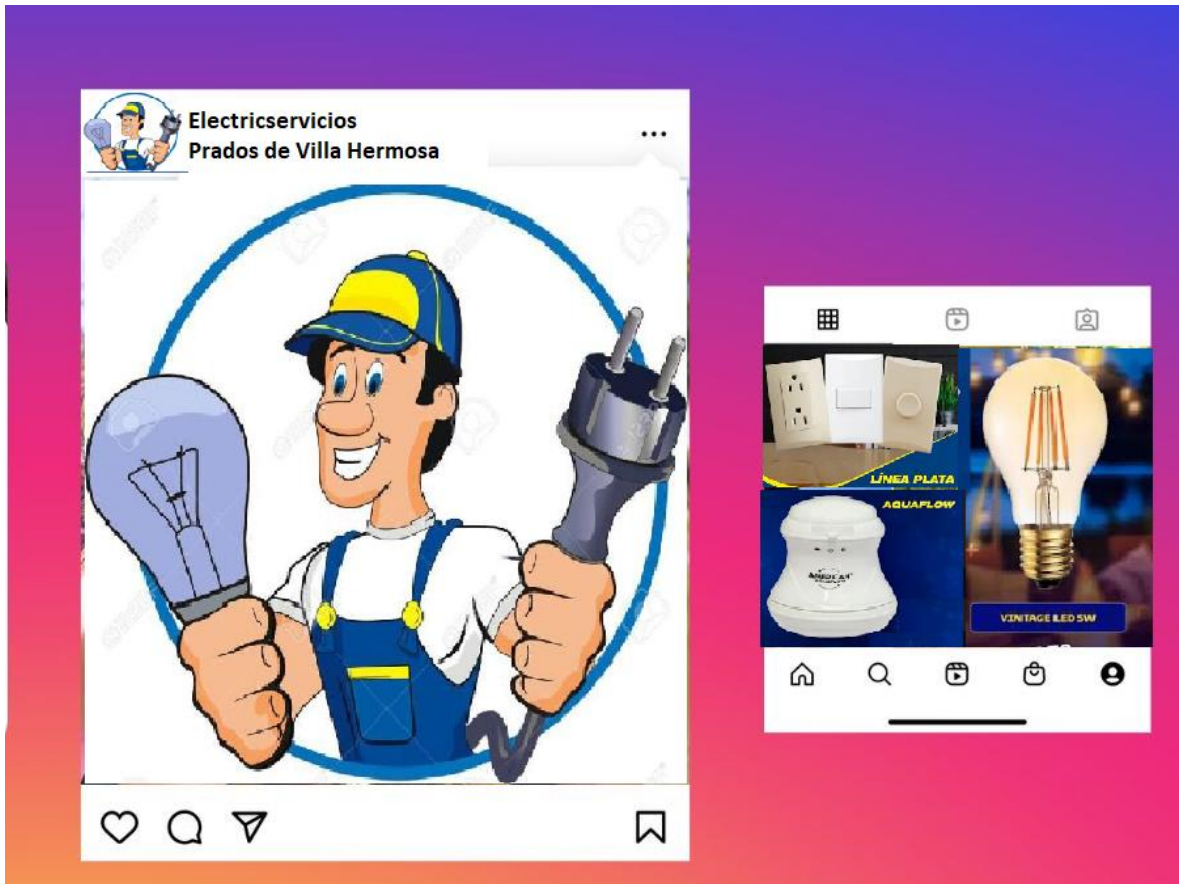 Electricservicios
Prados de Villa Hermosa
LÍNEA PLATA
AQUAFLOW
VINTAGE LED 5W